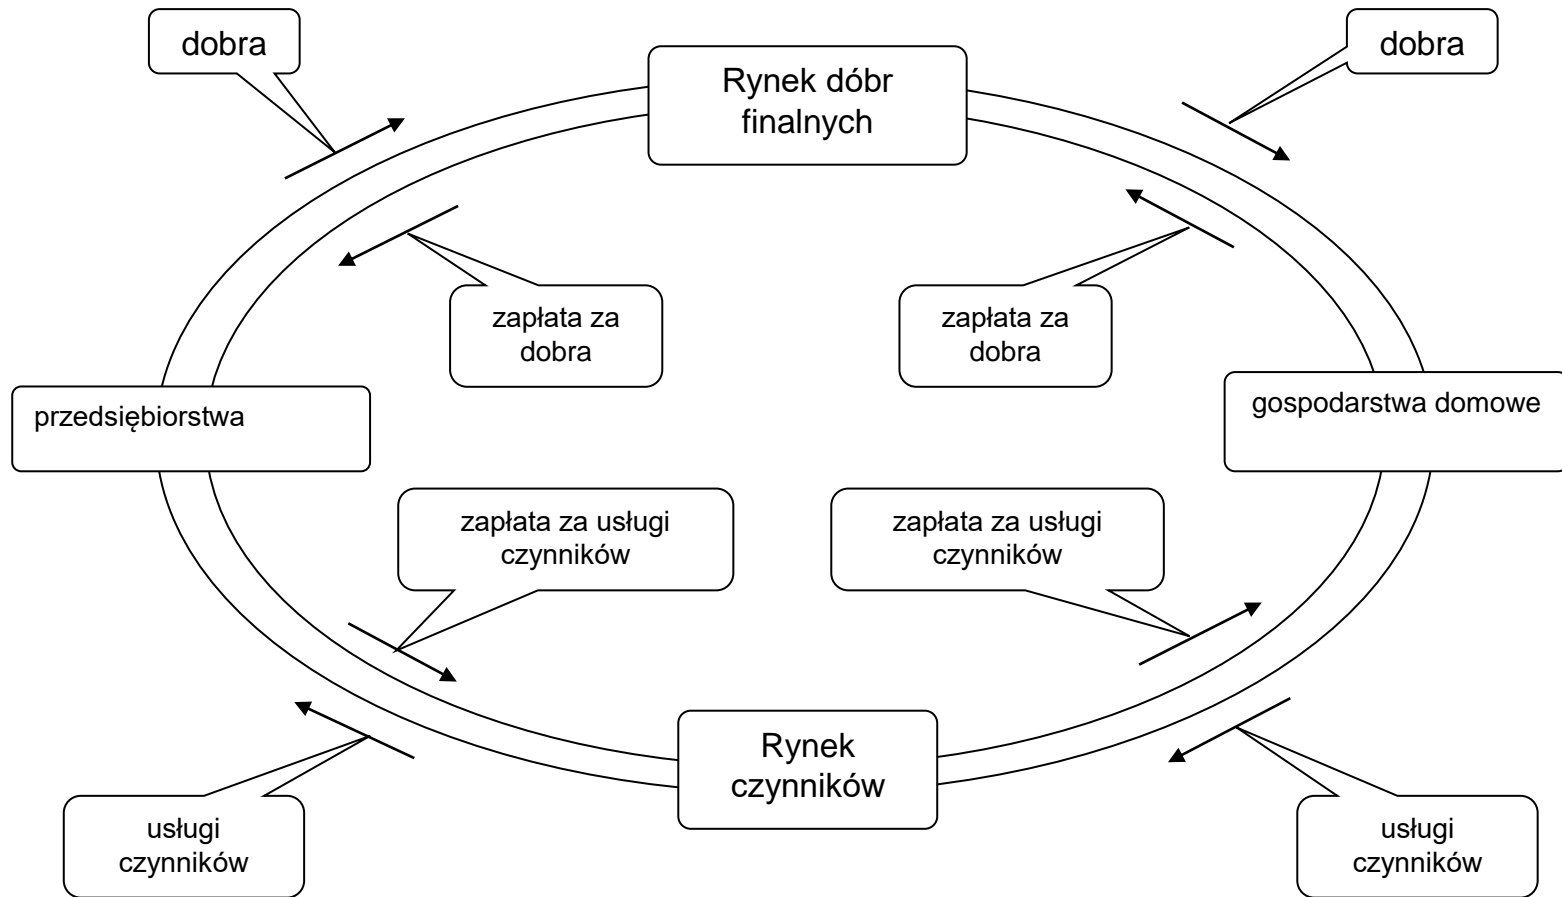 dobra
Rynek dóbr
finalnych
dobra
zapłata za
dobra
zapłata za
dobra
przedsiębiorstwa
gospodarstwa domowe
zapłata za usługi
czynników
zapłata za usługi
czynników
Rynek
czynników
usługi
czynników
usługi
czynników